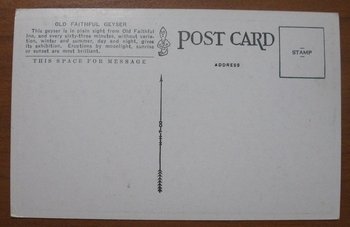 OLD FAITHFUL GEYSER
This geyser is in plain sight from Old Faithful
Inn, and every sixty-three minutes, without varia-
tion, winter and summer, day and night, gives
its exhibition. Eruptions by moonlight, sunrise
or sunset are most brilliant.
THIS SPACE FOR MESSAGE
POST CARD
ADDRESS
STAMP